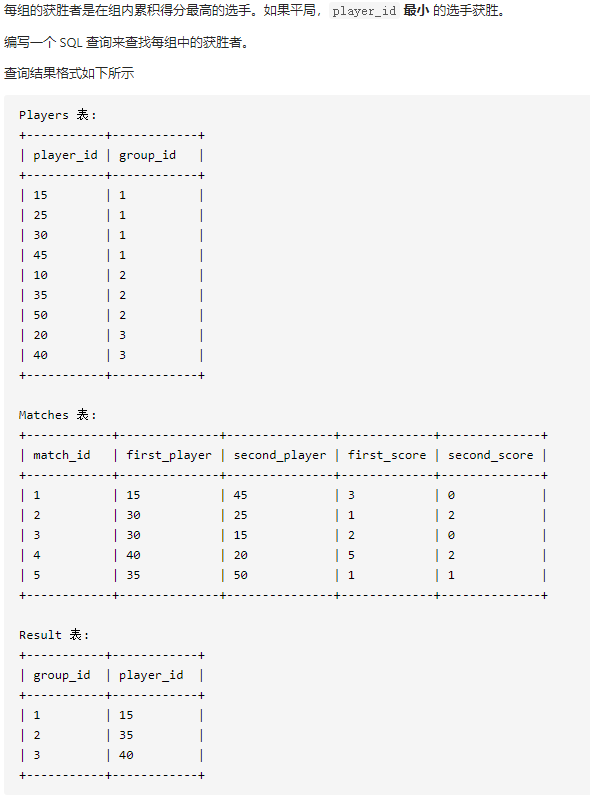 每组的获胜者是在组内累积得分最高的选手。如果平局，player_id 最小 的选手获胜。
编写一个 SQL 查询来查找每组中的获胜者。
查询结果格式如下所示
Players 表:
+-----------+------------+
| player_id | group_id   |
+-----------+------------+
| 15        | 1          |
| 25        | 1          |
| 30        | 1          |
| 45        | 1          |
| 10        | 2          |
| 35        | 2          |
| 50        | 2          |
| 20        | 3          |
| 40        | 3          |
+-----------+------------+
Matches 表:
+------------+--------------+---------------+-------------+--------------+
| match_id   | first_player | second_player | first_score | second_score |
+------------+--------------+---------------+-------------+--------------+
| 1          | 15           | 45            | 3           | 0            |
| 2          | 30           | 25            | 1           | 2            |
| 3          | 30           | 15            | 2           | 0            |
| 4          | 40           | 20            | 5           | 2            |
| 5          | 35           | 50            | 1           | 1            |
+------------+--------------+---------------+-------------+--------------+
Result 表:
+-----------+------------+
| group_id  | player_id  |
+-----------+------------+
| 1         | 15         |
| 2         | 35         |
| 3         | 40         |
+-----------+------------+